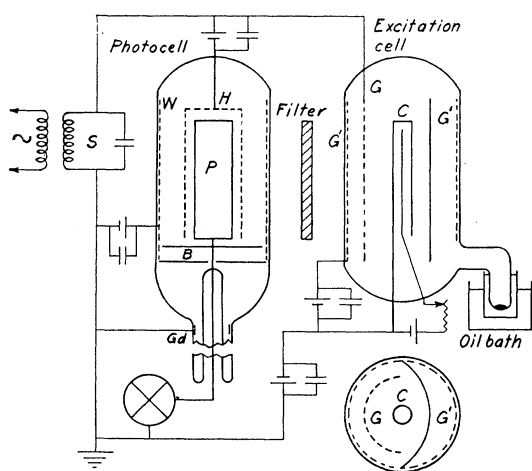 Photocell
Excitation
cell
W
H
Filter
G
C
G'
G'
S
P
B
Gd
Oil bath
C
G
G'